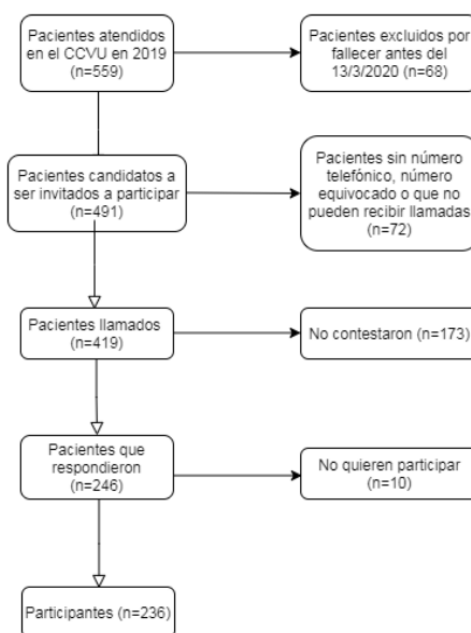 Pacientes atendidos
en el CCVU en 2019
(n=559)
Pacientes excluidos por
fallecer antes del
13/3/2020 (n=68)
Pacientes candidatos a
ser invitados a participar
(n=491)
Pacientes sin número
telefónico, número
equivocado o que no
pueden recibir llamadas
(n=72)
Pacientes llamados
(n=419)
No contestaron (n=173)
Pacientes que
respondieron
(n=246)
No quieren participar
(n=10)
Participantes (n=236)